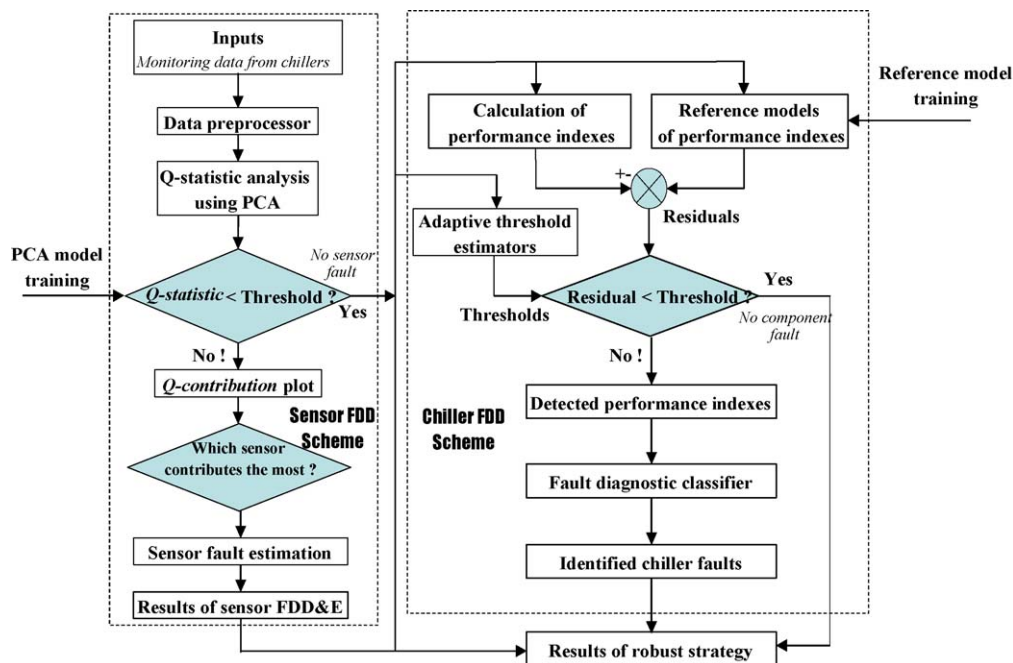 Inputs
Monitoring data from chillers
Data preprocessor
Q-statistic analysis
using PCA
PCA model
training
Q-statistic < Threshold ?
No sensor
fault
Yes
No !
Q-contribution plot
Sensor FDD
Scheme
Which sensor
contributes the most ?
Sensor fault estimation
Results of sensor FDD&E
Reference model
training
Calculation of
performance indexes
Reference models
of performance indexes
+-
Residuals
Adaptive threshold
estimators
Thresholds
Residual < Threshold ?
Yes
No component
fault
No !
Detected performance indexes
Chiller FDD
Scheme
Fault diagnostic classifier
Identified chiller faults
Results of robust strategy